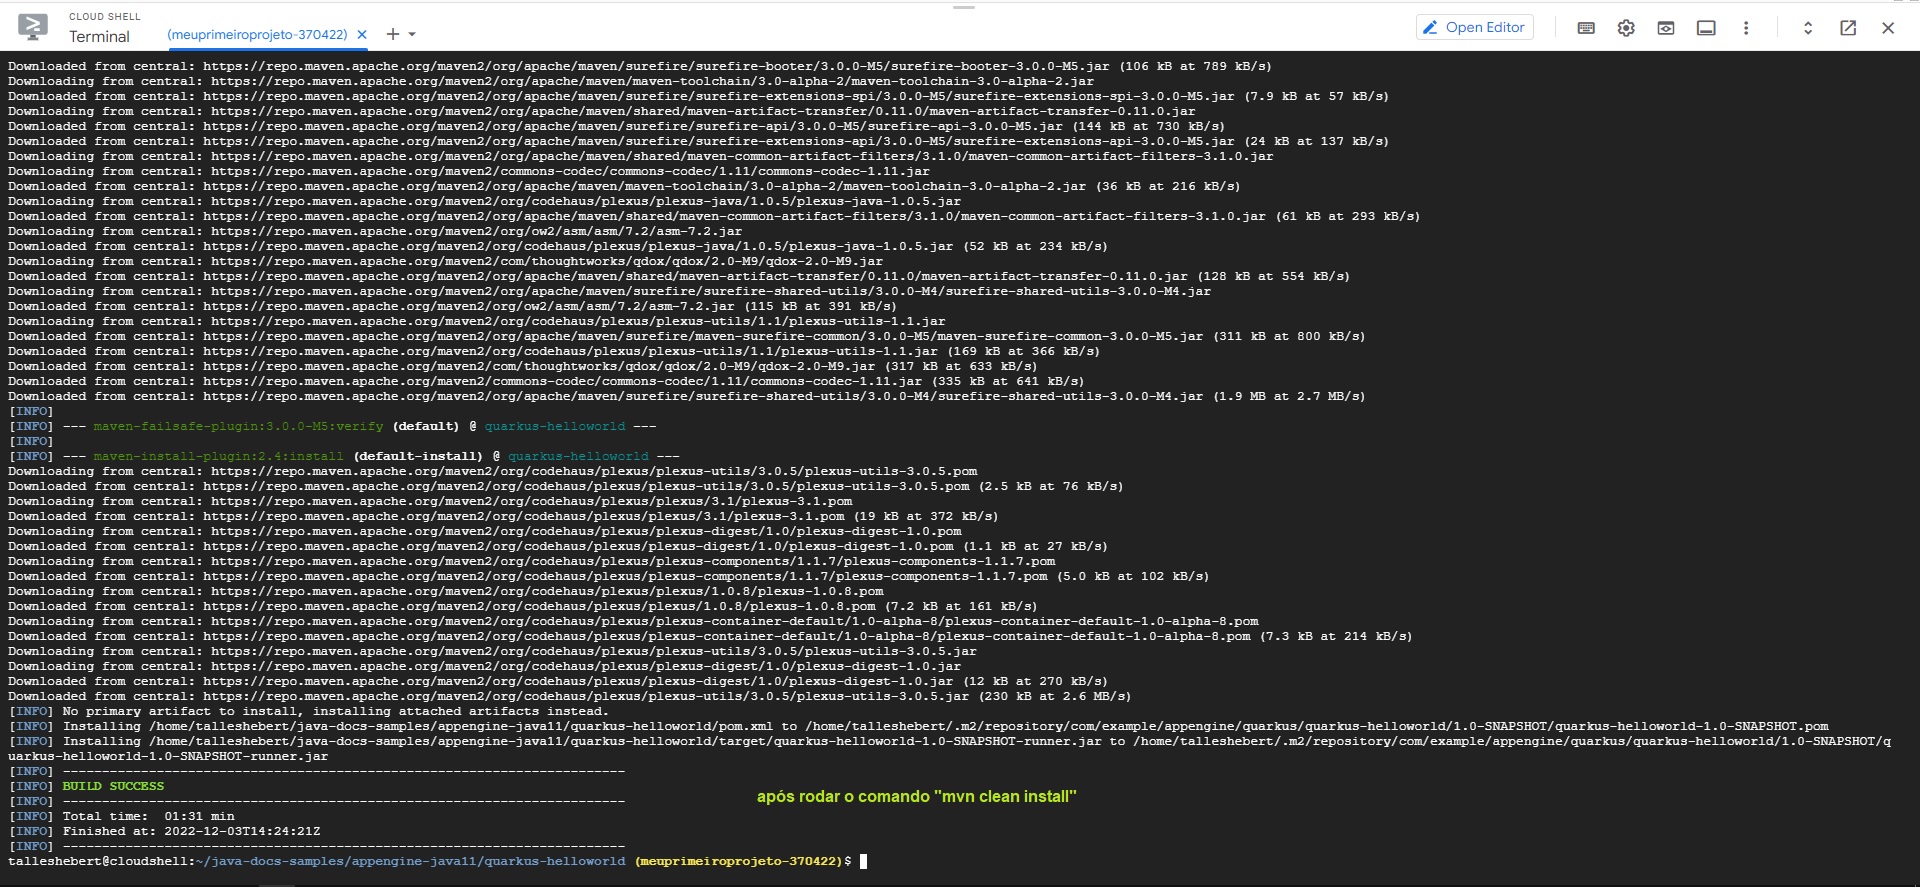 CLOUD SHELL
Terminal
(meuprimeiroprojeto-370422)
Open Editor
Downloaded from central: https://repo.maven.apache.org/maven2/org/apache/maven/surefire/surefire-booter/3.0.0-M5/surefire-booter-3.0.0-M5.jar (106 kB at 789 kB/s)
Downloading from central: https://repo.maven.apache.org/maven2/org/apache/maven/maven-toolchain/3.0-alpha-2/maven-toolchain-3.0-alpha-2.jar
Downloaded from central: https://repo.maven.apache.org/maven2/org/apache/maven/surefire/surefire-extensions-spi/3.0.0-M5/surefire-extensions-spi-3.0.0-M5.jar (7.9 kB at 57 kB/s)
Downloading from central: https://repo.maven.apache.org/maven2/org/apache/maven/shared/maven-artifact-transfer/0.11.0/maven-artifact-transfer-0.11.0.jar
Downloaded from central: https://repo.maven.apache.org/maven2/org/apache/maven/surefire/surefire-api/3.0.0-M5/surefire-api-3.0.0-M5.jar (144 kB at 730 kB/s)
Downloaded from central: https://repo.maven.apache.org/maven2/org/apache/maven/surefire/surefire-extensions-api/3.0.0-M5/surefire-extensions-api-3.0.0-M5.jar (24 kB at 137 kB/s)
Downloading from central: https://repo.maven.apache.org/maven2/org/apache/maven/shared/maven-common-artifact-filters/3.1.0/maven-common-artifact-filters-3.1.0.jar
Downloading from central: https://repo.maven.apache.org/maven2/commons-codec/commons-codec/1.11/commons-codec-1.11.jar
Downloaded from central: https://repo.maven.apache.org/maven2/org/apache/maven/maven-toolchain/3.0-alpha-2/maven-toolchain-3.0-alpha-2.jar (36 kB at 216 kB/s)
Downloading from central: https://repo.maven.apache.org/maven2/org/codehaus/plexus/plexus-java/1.0.5/plexus-java-1.0.5.jar
Downloaded from central: https://repo.maven.apache.org/maven2/org/apache/maven/shared/maven-common-artifact-filters/3.1.0/maven-common-artifact-filters-3.1.0.jar (61 kB at 293 kB/s)
Downloading from central: https://repo.maven.apache.org/maven2/org/ow2/asm/asm/7.2/asm-7.2.jar
Downloaded from central: https://repo.maven.apache.org/maven2/org/codehaus/plexus/plexus-java/1.0.5/plexus-java-1.0.5.jar (52 kB at 234 kB/s)
Downloading from central: https://repo.maven.apache.org/maven2/com/thoughtworks/qdox/qdox/2.0-M9/qdox-2.0-M9.jar
Downloaded from central: https://repo.maven.apache.org/maven2/org/apache/maven/shared/maven-artifact-transfer/0.11.0/maven-artifact-transfer-0.11.0.jar (128 kB at 554 kB/s)
Downloading from central: https://repo.maven.apache.org/maven2/org/apache/maven/surefire/surefire-shared-utils/3.0.0-M4/surefire-shared-utils-3.0.0-M4.jar
Downloaded from central: https://repo.maven.apache.org/maven2/org/ow2/asm/asm/7.2/asm-7.2.jar (115 kB at 391 kB/s)
Downloading from central: https://repo.maven.apache.org/maven2/org/codehaus/plexus/plexus-utils/1.1/plexus-utils-1.1.jar
Downloaded from central: https://repo.maven.apache.org/maven2/org/apache/maven/surefire/maven-surefire-common/3.0.0-M5/maven-surefire-common-3.0.0-M5.jar (311 kB at 800 kB/s)
Downloaded from central: https://repo.maven.apache.org/maven2/org/codehaus/plexus/plexus-utils/1.1/plexus-utils-1.1.jar (169 kB at 366 kB/s)
Downloaded from central: https://repo.maven.apache.org/maven2/com/thoughtworks/qdox/qdox/2.0-M9/qdox-2.0-M9.jar (317 kB at 633 kB/s)
Downloaded from central: https://repo.maven.apache.org/maven2/commons-codec/commons-codec/1.11/commons-codec-1.11.jar (335 kB at 641 kB/s)
Downloaded from central: https://repo.maven.apache.org/maven2/org/apache/maven/surefire/surefire-shared-utils/3.0.0-M4/surefire-shared-utils-3.0.0-M4.jar (1.9 MB at 2.7 MB/s)
[INFO]
[INFO] --- maven-failsafe-plugin:3.0.0-M5:verify (default) @ quarkus-helloworld ---
[INFO]
[INFO] --- maven-install-plugin:2.4:install (default-install) @ quarkus-helloworld ---
Downloading from central: https://repo.maven.apache.org/maven2/org/codehaus/plexus/plexus-utils/3.0.5/plexus-utils-3.0.5.pom
Downloaded from central: https://repo.maven.apache.org/maven2/org/codehaus/plexus/plexus-utils/3.0.5/plexus-utils-3.0.5.pom (2.5 kB at 76 kB/s)
Downloading from central: https://repo.maven.apache.org/maven2/org/codehaus/plexus/plexus/3.1/plexus-3.1.pom
Downloaded from central: https://repo.maven.apache.org/maven2/org/codehaus/plexus/plexus/3.1/plexus-3.1.pom (19 kB at 372 kB/s)
Downloading from central: https://repo.maven.apache.org/maven2/org/codehaus/plexus/plexus-digest/1.0/plexus-digest-1.0.pom
Downloaded from central: https://repo.maven.apache.org/maven2/org/codehaus/plexus/plexus-digest/1.0/plexus-digest-1.0.pom (1.1 kB at 27 kB/s)
Downloading from central: https://repo.maven.apache.org/maven2/org/codehaus/plexus/plexus-components/1.1.7/plexus-components-1.1.7.pom
Downloaded from central: https://repo.maven.apache.org/maven2/org/codehaus/plexus/plexus-components/1.1.7/plexus-components-1.1.7.pom (5.0 kB at 102 kB/s)
Downloading from central: https://repo.maven.apache.org/maven2/org/codehaus/plexus/plexus/1.0.8/plexus-1.0.8.pom
Downloaded from central: https://repo.maven.apache.org/maven2/org/codehaus/plexus/plexus/1.0.8/plexus-1.0.8.pom (7.2 kB at 161 kB/s)
Downloading from central: https://repo.maven.apache.org/maven2/org/codehaus/plexus/plexus-container-default/1.0-alpha-8/plexus-container-default-1.0-alpha-8.pom
Downloaded from central: https://repo.maven.apache.org/maven2/org/codehaus/plexus/plexus-container-default/1.0-alpha-8/plexus-container-default-1.0-alpha-8.pom (7.3 kB at 214 kB/s)
Downloading from central: https://repo.maven.apache.org/maven2/org/codehaus/plexus/plexus-utils/3.0.5/plexus-utils-3.0.5.jar
Downloading from central: https://repo.maven.apache.org/maven2/org/codehaus/plexus/plexus-digest/1.0/plexus-digest-1.0.jar
Downloaded from central: https://repo.maven.apache.org/maven2/org/codehaus/plexus/plexus-digest/1.0/plexus-digest-1.0.jar (12 kB at 270 kB/s)
Downloaded from central: https://repo.maven.apache.org/maven2/org/codehaus/plexus/plexus-utils/3.0.5/plexus-utils-3.0.5.jar (230 kB at 2.6 MB/s)
[INFO] No primary artifact to install, installing attached artifacts instead.
[INFO] Installing /home/talleshebert/java-docs-samples/appengine-java11/quarkus-helloworld/pom.xml to /home/talleshebert/.m2/repository/com/example/appengine/quarkus/quarkus-helloworld/1.0-SNAPSHOT/quarkus-helloworld-1.0-SNAPSHOT.pom
[INFO] Installing /home/talleshebert/java-docs-samples/appengine-java11/quarkus-helloworld/target/quarkus-helloworld-1.0-SNAPSHOT-runner.jar to /home/talleshebert/.m2/repository/com/example/appengine/quarkus/quarkus-helloworld/1.0-SNAPSHOT/q
uarkus-helloworld-1.0-SNAPSHOT-runner.jar
[INFO] ------------------------------------------------------------------------
[INFO] BUILD SUCCESS
[INFO] ------------------------------------------------------------------------
após rodar o comando "mvn clean install"
[INFO] Total time:  01:31 min
[INFO] Finished at: 2022-12-03T14:24:21Z
[INFO] ------------------------------------------------------------------------
talleshebert@cloudshell:~/java-docs-samples/appengine-java11/quarkus-helloworld (meuprimeiroprojeto-370422)$